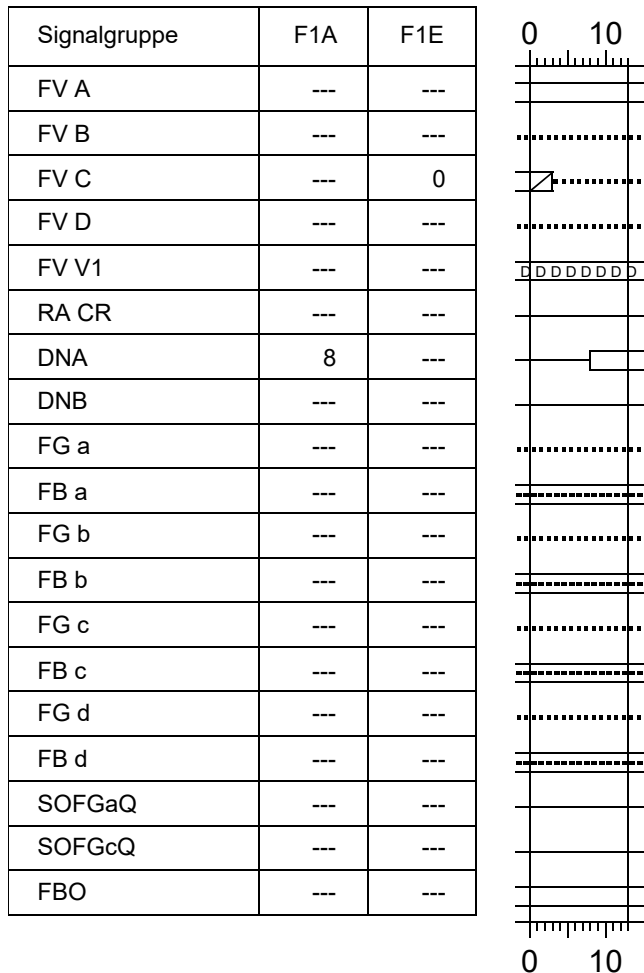 Signalgruppe F1A F1E 0 10
FV A --- ---
FV B --- ---
FV C --- 0
FV D --- ---
FV V1 --- --- D D D D D D D D
RA CR --- ---
DNA 8 ---
DNB --- ---
FG a --- ---
FB a --- ---
FG b --- ---
FB b --- ---
FG c --- ---
FB c --- ---
FG d --- ---
FB d --- ---
SOFGaQ --- ---
SOFGcQ --- ---
FBO --- ---
0 10